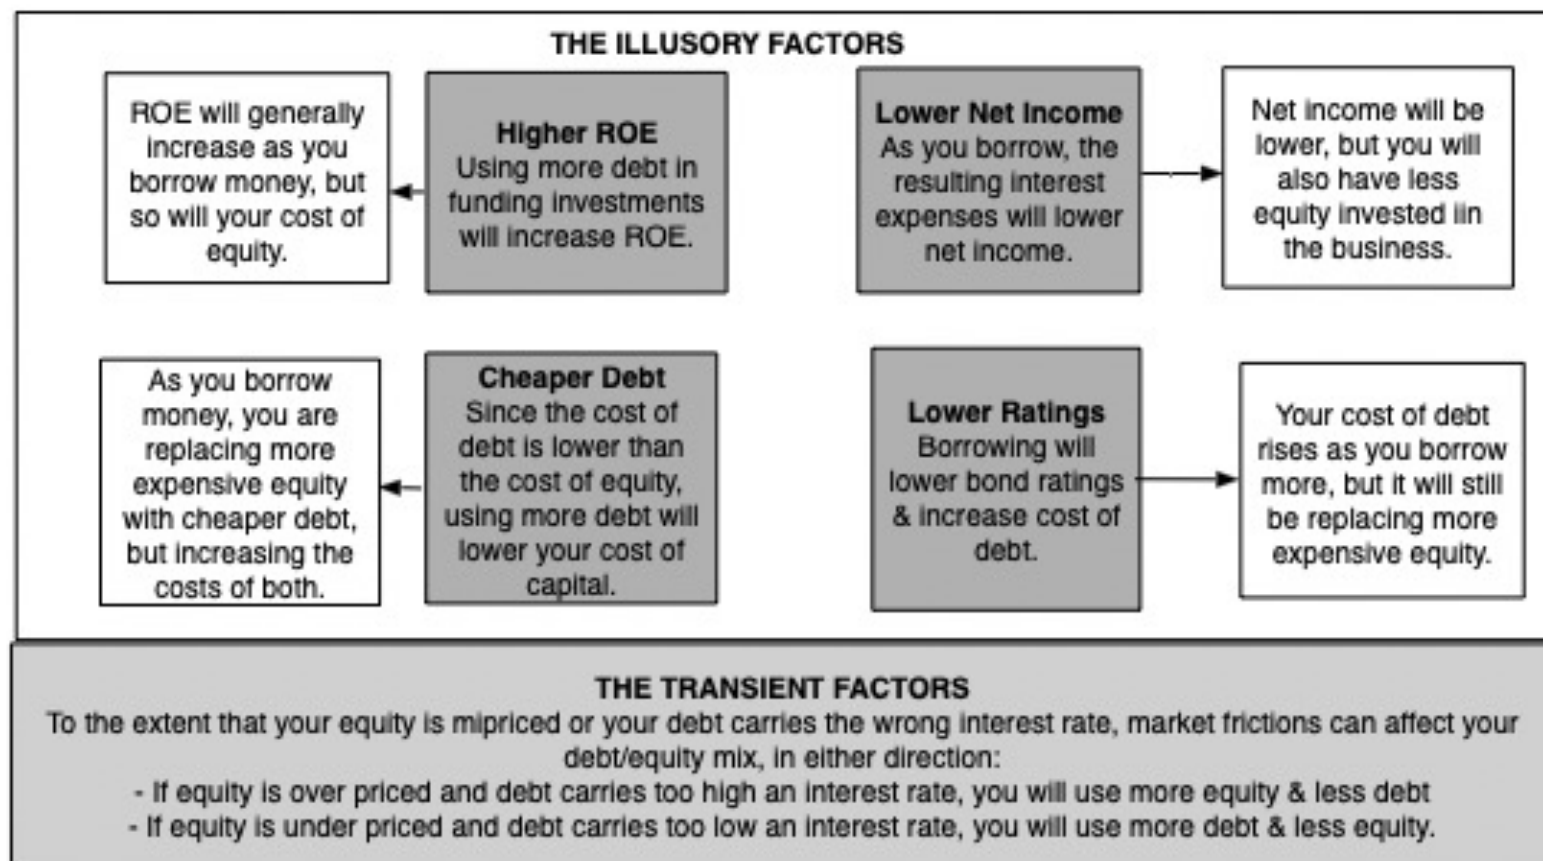 THE ILLUSORY FACTORS
ROE will generally
increase as you
borrow money, but
so will your cost of
equity.
Higher ROE
Using more debt in
funding investments
will increase ROE.
Lower Net Income
As you borrow, the
resulting interest
expenses will lower
net income.
Net income will be
lower, but you will
also have less
equity invested iin
the business.
As you borrow
money, you are
replacing more
expensive equity
with cheaper debt,
but increasing the
costs of both.
Cheaper Debt
Since the cost of
debt is lower than
the cost of equity,
using more debt will
lower your cost of
capital.
Lower Ratings
Borrowing will
lower bond ratings
& increase cost of
debt.
Your cost of debt
rises as you borrow
more, but it will still
be replacing more
expensive equity.
THE TRANSIENT FACTORS
To the extent that your equity is mipriced or your debt carries the wrong interest rate, market frictions can affect your
debt/equity mix, in either direction:
- If equity is over priced and debt carries too high an interest rate, you will use more equity & less debt
- If equity is under priced and debt carries too low an interest rate, you will use more debt & less equity.